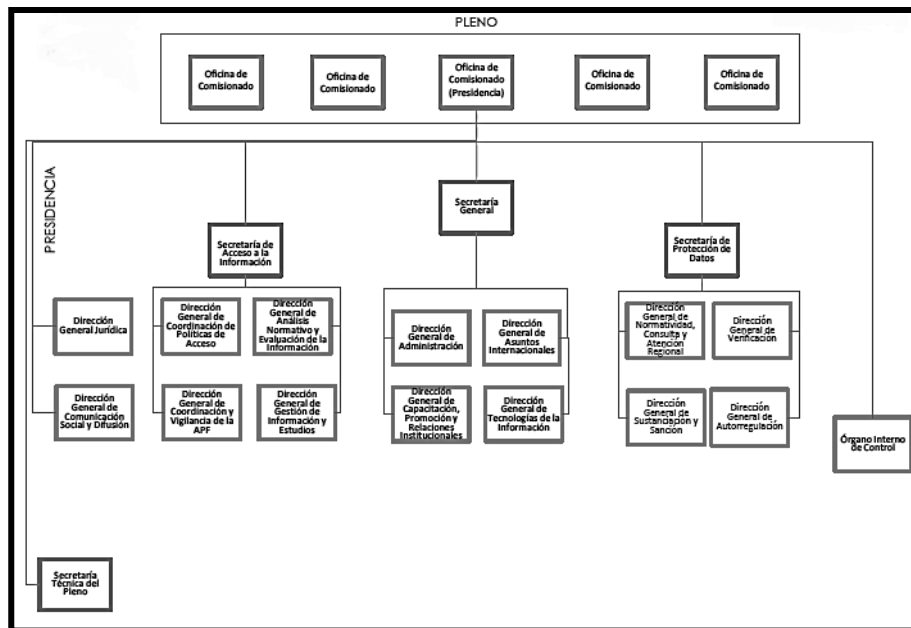 PLENO
Oficina de
Comisionado
Oficina de
Comisionado
Oficina de
Comisionado
(Presidencia)
Oficina de
Comisionado
Oficina de
Comisionado
PRESIDENCIA
Secretaría
General
Secretaría de
Acceso a la
Información
Secretaría de
Protección de
Datos
Dirección
General Jurídica
Dirección
General de
Coordinación de
Políticas de
Acceso
Dirección
General de
Análisis
Normativo y
Evaluación de la
Información
Dirección
General de
Administración
Dirección
General de
Asuntos
Internacionales
Dirección
General de
Normatividad,
Consulta y
Atención
Regional
Dirección
General de
Verificación
Dirección
General de
Comunicación
Social y Difusión
Dirección
General de
Coordinación y
Vigilancia de la
APF
Dirección
General de
Gestión de
Información y
Estudios
Dirección
General de
Capacitación,
Promoción y
Relaciones
Institucionales
Dirección
General de
Tecnologías de la
Información
Dirección
General de
Sustanciación y
Sanción
Dirección
General de
Autorregulación
Órgano Interno
de Control
Secretaría
Técnica del
Pleno